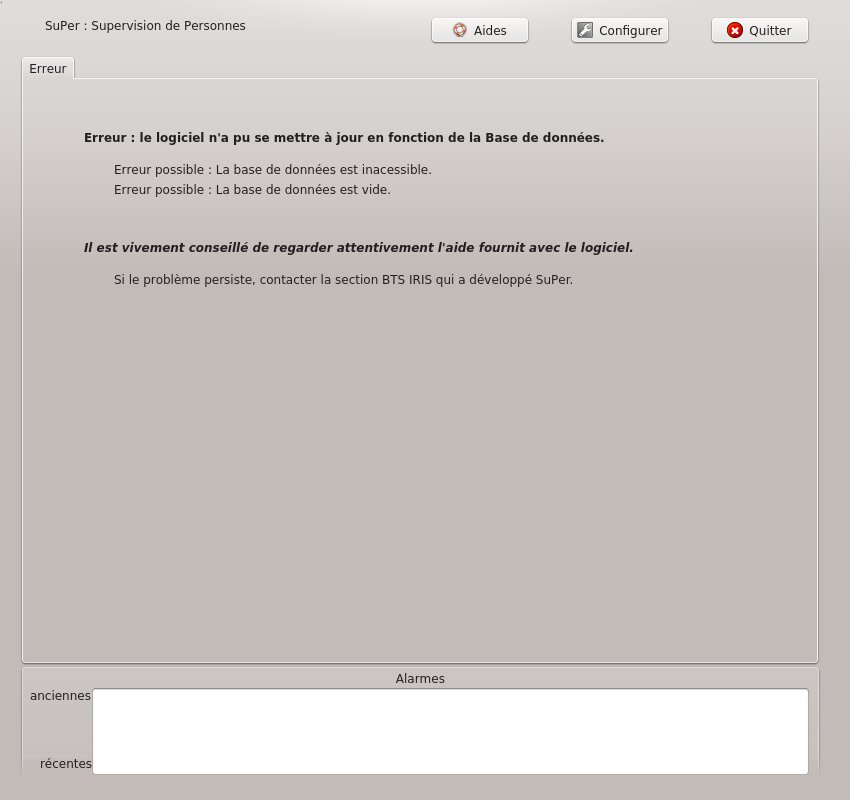 SuPer : Supervision de Personnes
Aides
Configurer
Quitter
Erreur
Erreur : le logiciel n'a pu se mettre à jour en fonction de la Base de données.
Erreur possible : La base de données est inacessible.
Erreur possible : La base de données est vide.
Il est vivement conseillé de regarder attentivement l'aide fournit avec le logiciel.
Si le problème persiste, contacter la section BTS IRIS qui a développé SuPer.
Alarmes
anciennes
récentes